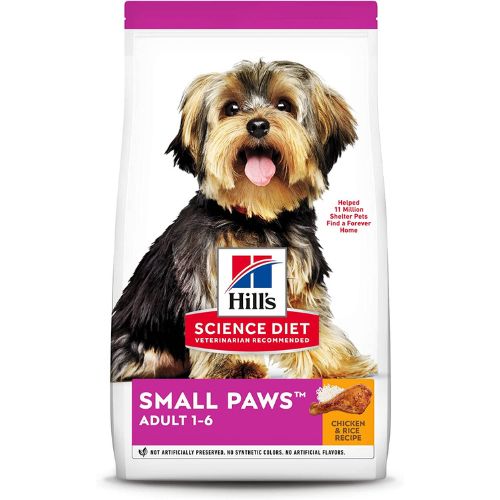 Helped
11 Million
Shelter Pets
Find a Forever
Home
Hill's
SCIENCE DIET
VETERINARIAN RECOMMENDED
SMALL PAWS™
ADULT 1-6
CHICKEN
& RICE
RECIPE
NOT ARTIFICIALLY PRESERVED. NO SYNTHETIC COLORS. NO ARTIFICIAL FLAVORS.